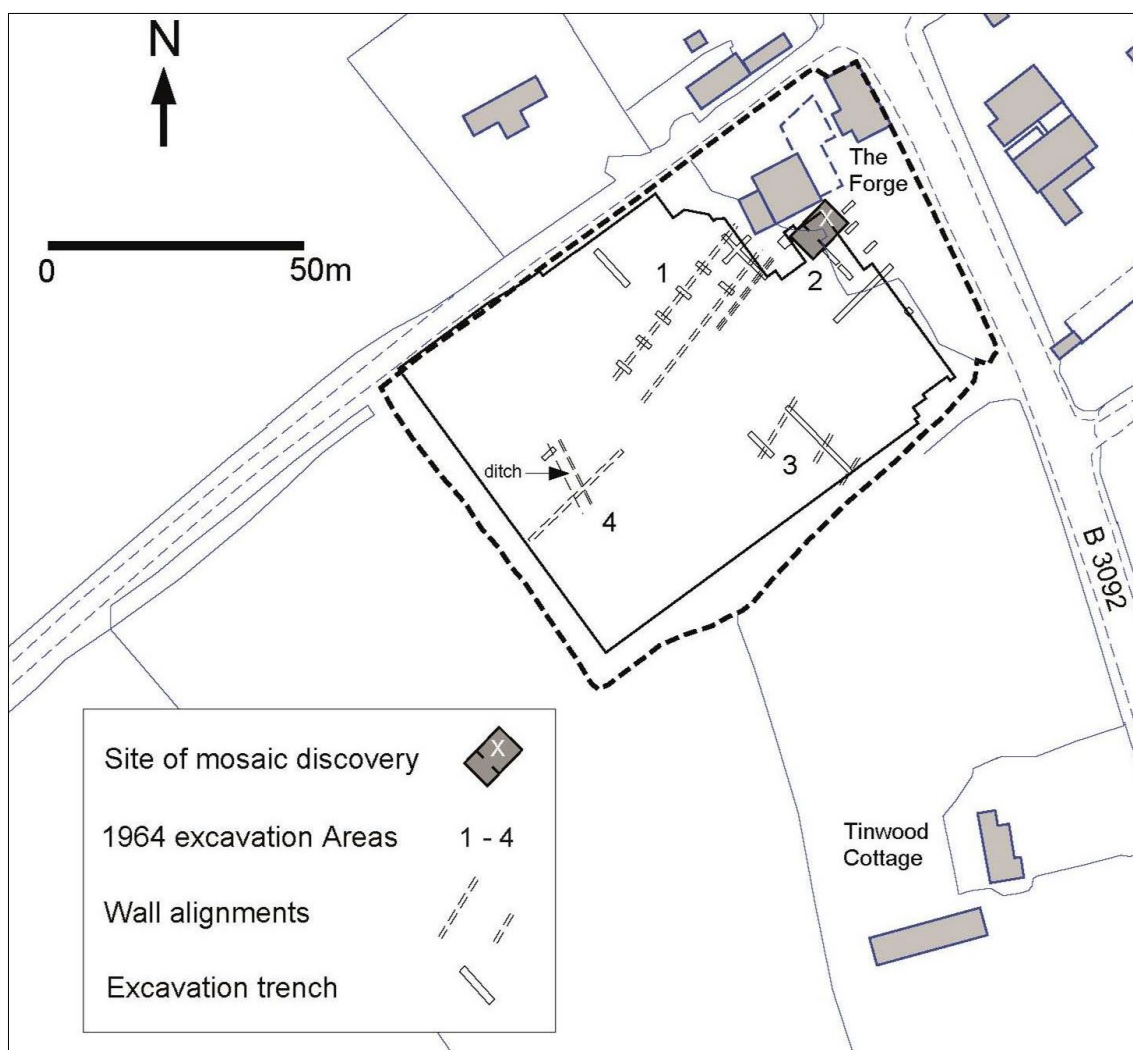 N
0
50m
The
Forge
1
2
3
ditch
4
B 3092
Site of mosaic discovery
X
1964 excavation Areas
1 - 4
Wall alignments
Excavation trench
Tinwood
Cottage
X